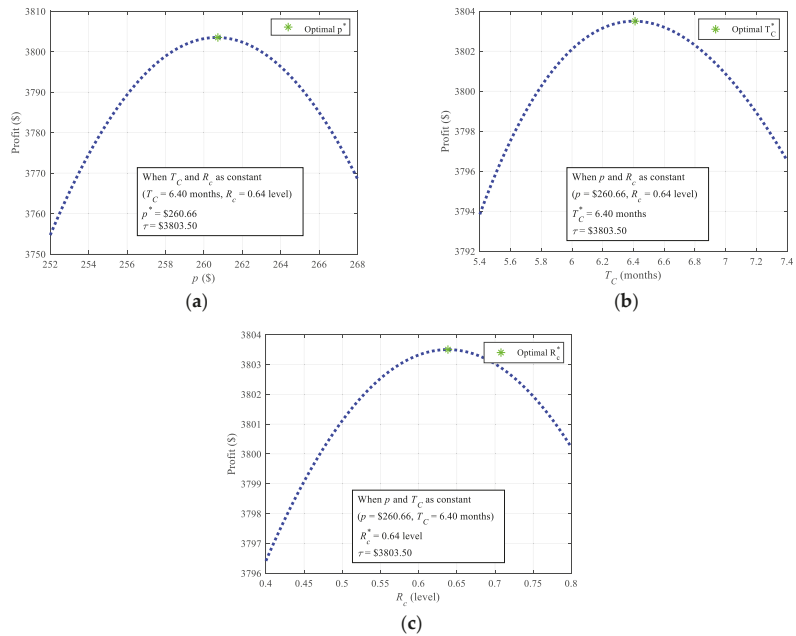 3810
3800
3790
3780
3770
3760
3750
Profit ($)
Optimal p*
When T_C and R_c as constant
(T_C = 6.40 months, R_c = 0.64 level)
p* = $260.66
τ = $3803.50
252 254 256 258 260 262 264 266 268
p ($)
(a)
3804
3802
3800
3798
3796
3794
3792
Profit ($)
Optimal T_C*
When p and R_c as constant
(p = $260.66, R_c = 0.64 level)
T_C* = 6.40 months
τ = $3803.50
5.4 5.6 5.8 6 6.2 6.4 6.6 6.8 7 7.2 7.4
T_C (months)
(b)
3804
3803
3802
3801
3800
3799
3798
3797
3796
Profit ($)
Optimal R_c*
When p and T_C as constant
(p = $260.66, T_C = 6.40 months)
R_c* = 0.64 level
τ = $3803.50
0.4 0.45 0.5 0.55 0.6 0.65 0.7 0.75 0.8
R_c (level)
(c)